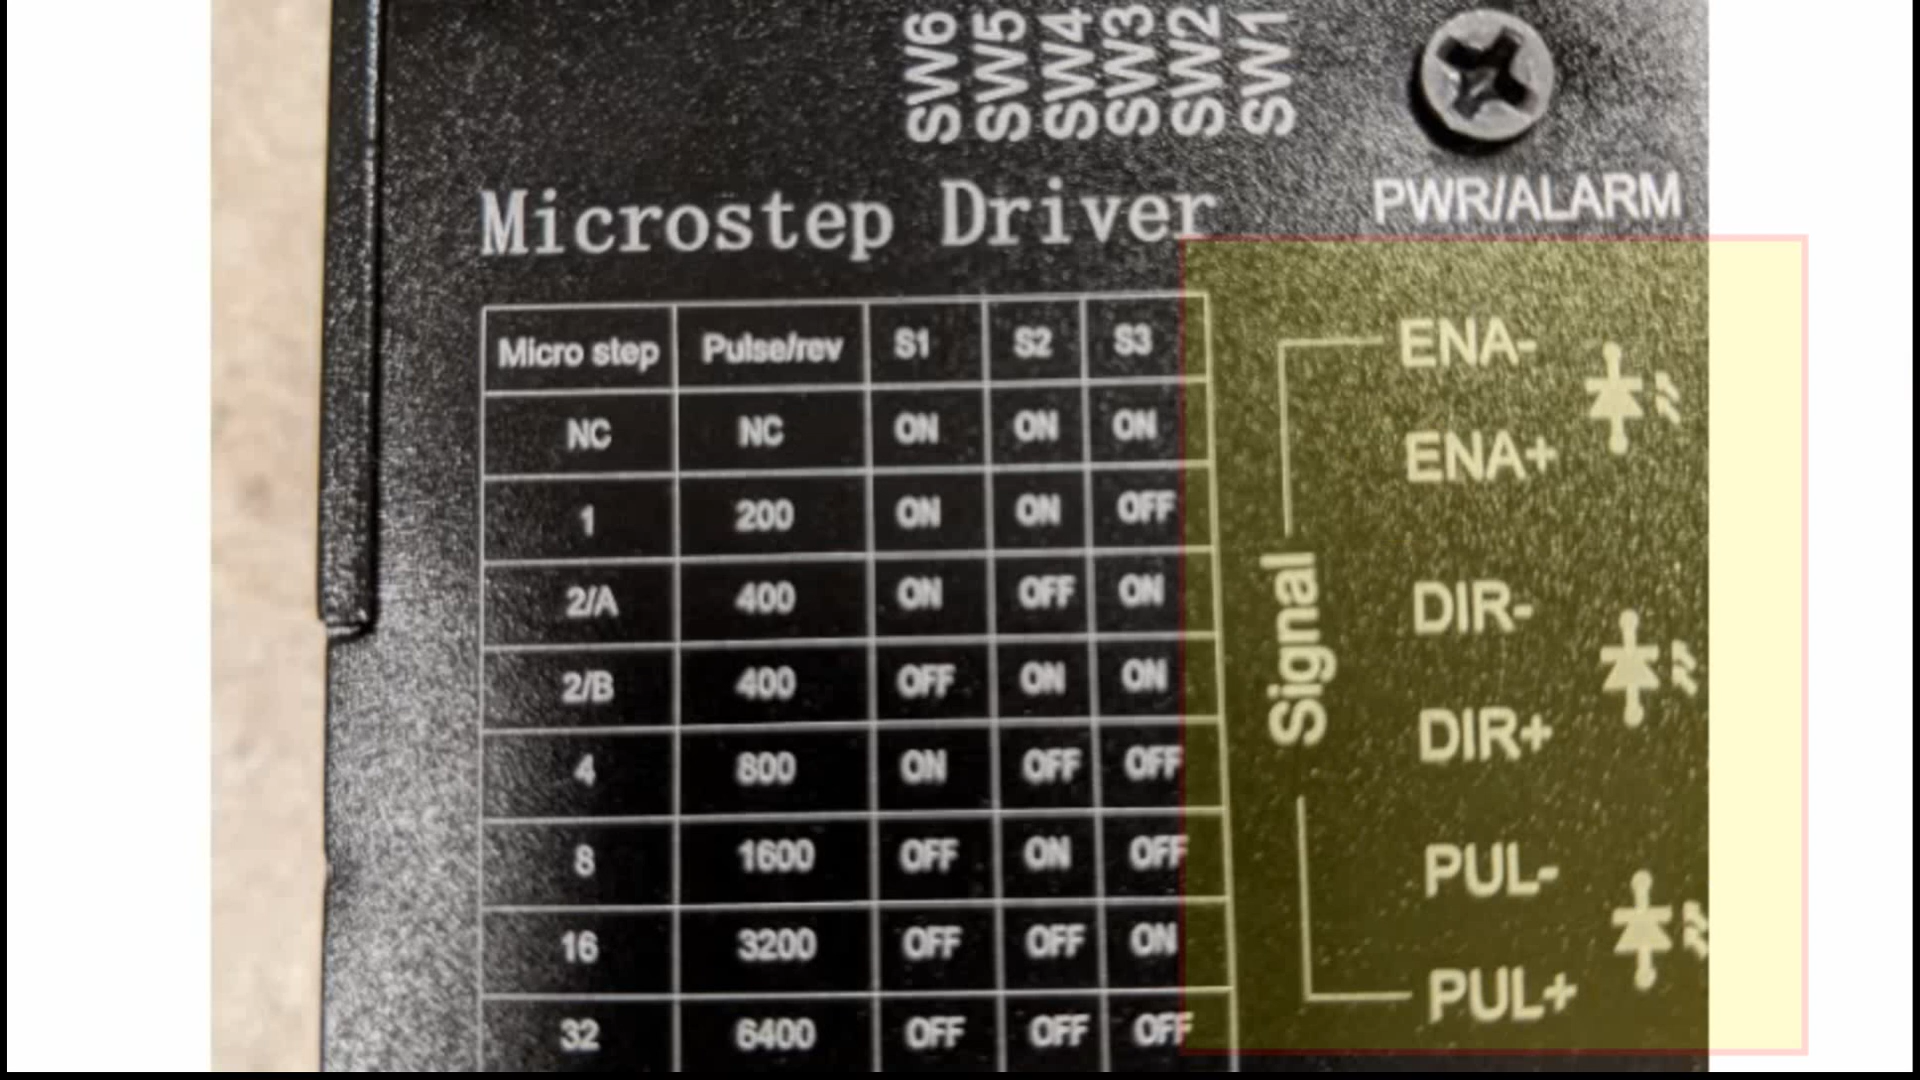 SW6
SW5
SW4
SW3
SW2
SW1
PWR/ALARM
Microstep Driver
Micro step Pulse/rev S1 S2 S3
NC NC ON ON ON
1 200 ON ON OFF
2/A 400 ON OFF ON
2/B 400 OFF ON ON
4 800 ON OFF OFF
8 1600 OFF ON OFF
16 3200 OFF OFF ON
32 6400 OFF OFF OFF
Signal
ENA-
ENA+
DIR-
DIR+
PUL-
PUL+